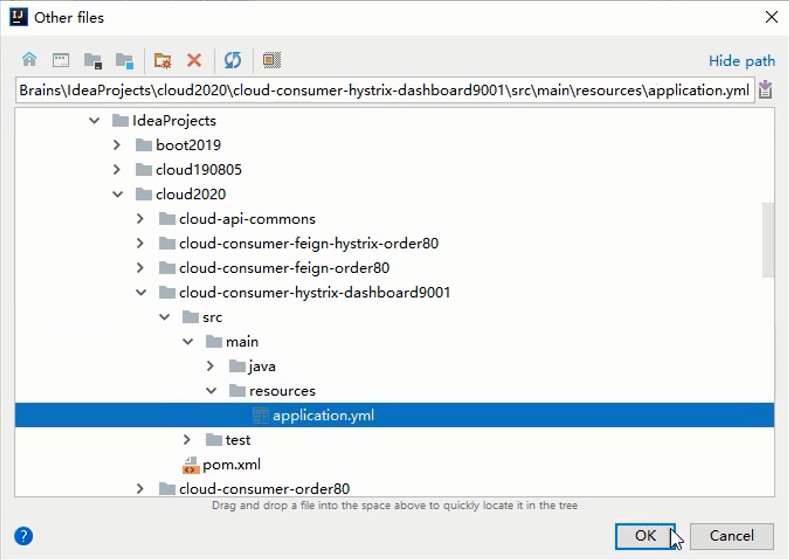 IJ Other files
Hide path
Brains\IdeaProjects\cloud2020\cloud-consumer-hystrix-dashboard9001\src\main\resources\application.yml
IdeaProjects
boot2019
cloud190805
cloud2020
cloud-api-commons
cloud-consumer-feign-hystrix-order80
cloud-consumer-feign-order80
cloud-consumer-hystrix-dashboard9001
src
main
java
resources
application.yml
test
pom.xml
cloud-consumer-order80
Drag and drop a file into the space above to quickly locate it in the tree
? OK Cancel